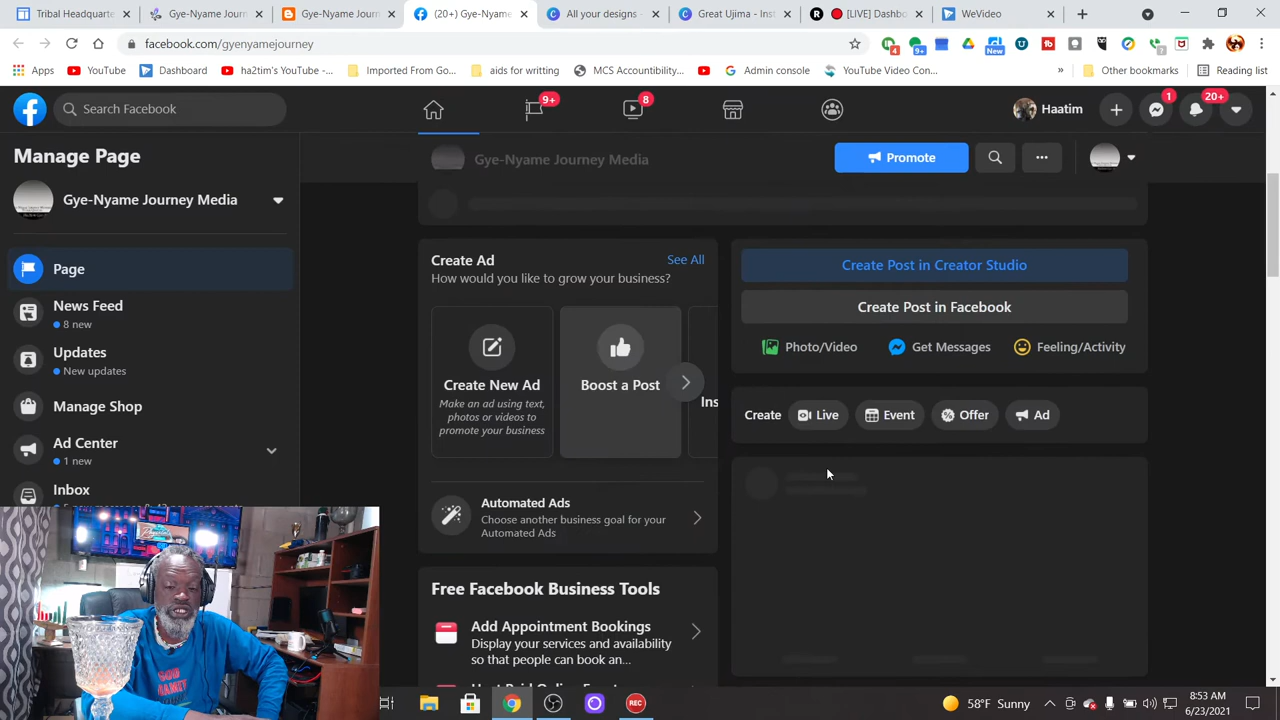 Tribal Headquarte
Gye-Nyame Journ
Gye-Nyame Journ
(20+) Gye-Nyame
All your designs -
Great Ujima - Inst
[LIVE] Dashbo
WeVideo
facebook.com/gyenyamejourney
4
9+
New
7
Apps
YouTube
Dashboard
ha2tim's YouTube -...
Imported From Go...
aids for writting
MCS Accountibility...
Admin console
YouTube Video Con...
»
Other bookmarks
Reading list
Search Facebook
9+
8
Haatim
1
20+
Manage Page
Gye-Nyame Journey Media
Promote
Gye-Nyame Journey Media
Page
News Feed
8 new
Updates
New updates
Manage Shop
Ad Center
1 new
Inbox
Create Ad
See All
How would you like to grow your business?
Create New Ad
Make an ad using text,
photos or videos to
promote your business
Boost a Post
Ins
Automated Ads
Choose another business goal for your
Automated Ads
Free Facebook Business Tools
Add Appointment Bookings
Display your services and availability
so that people can book an...
Create Post in Creator Studio
Create Post in Facebook
Photo/Video
Get Messages
Feeling/Activity
Create
Live
Event
Offer
Ad
REC
58°F Sunny
8:53 AM
6/23/2021